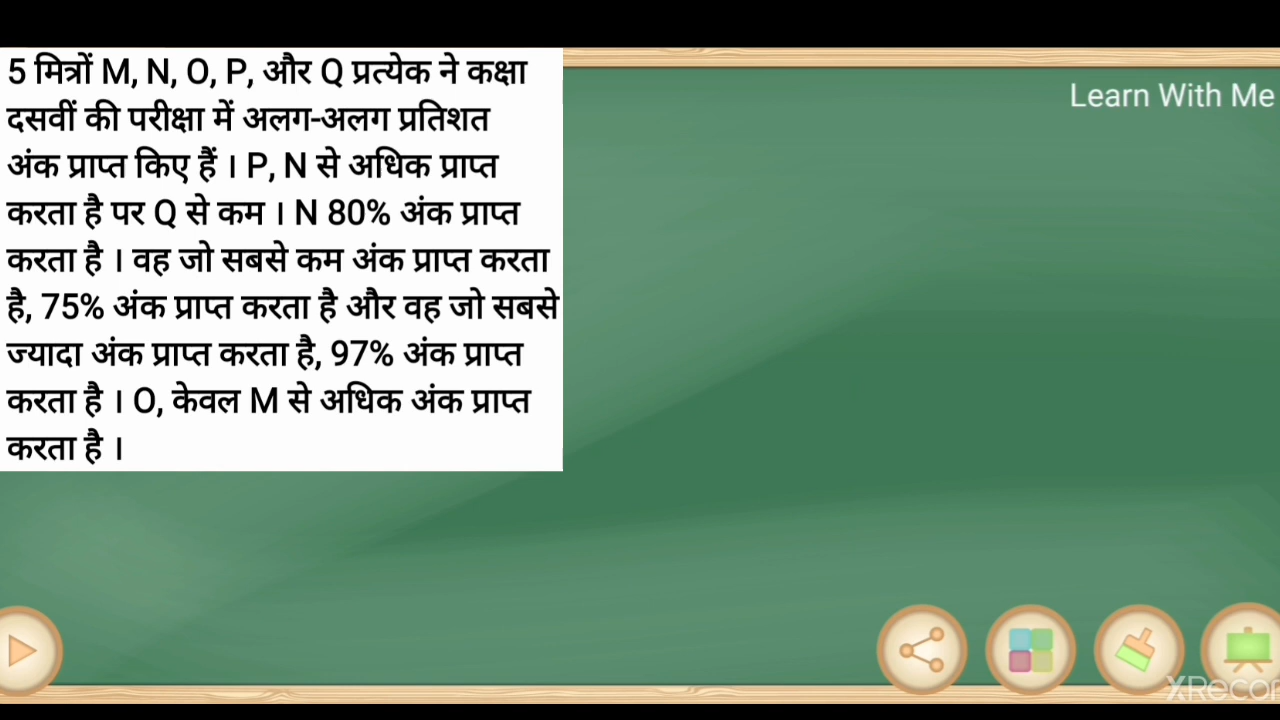 5 मित्रों M, N, O, P, और Q प्रत्येक ने कक्षा
दसवीं की परीक्षा में अलग-अलग प्रतिशत
अंक प्राप्त किए हैं । P, N से अधिक प्राप्त
करता है पर Q से कम । N 80% अंक प्राप्त
करता है । वह जो सबसे कम अंक प्राप्त करता
है, 75% अंक प्राप्त करता है और वह जो सबसे
ज्यादा अंक प्राप्त करता है, 97% अंक प्राप्त
करता है । O, केवल M से अधिक अंक प्राप्त
करता है ।
Learn With Me
XRecor